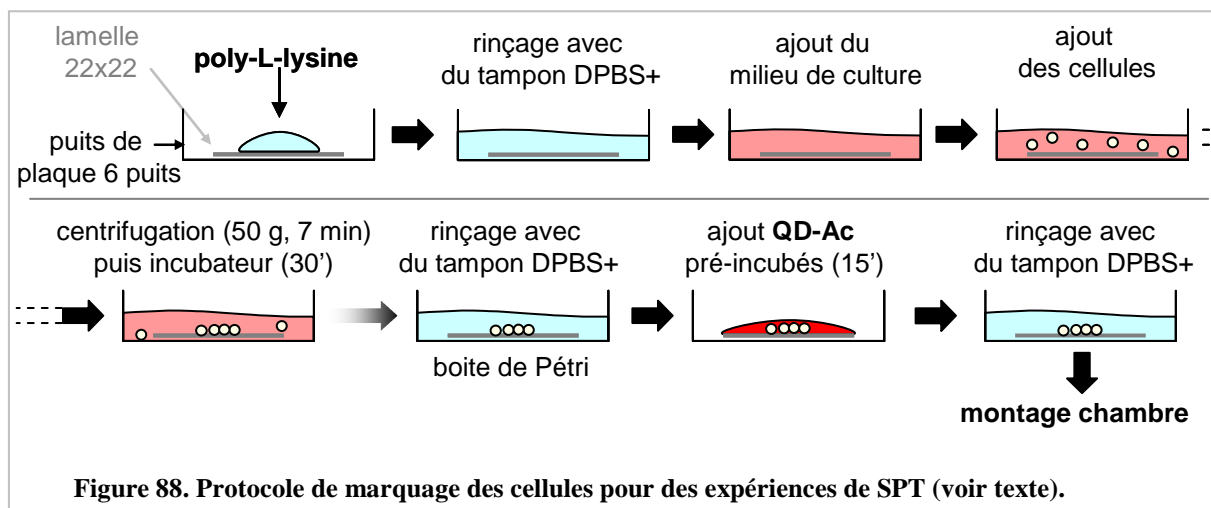 lamelle
22x22
poly-L-lysine
puits de
plaque 6 puits
rinçage avec
du tampon DPBS+
ajout du
milieu de culture
ajout
des cellules
centrifugation (50 g, 7 min)
puis incubateur (30')
rinçage avec
du tampon DPBS+
boite de Pétri
ajout QD-Ac
pré-incubés (15')
rinçage avec
du tampon DPBS+
montage chambre
Figure 88. Protocole de marquage des cellules pour des expériences de SPT (voir texte).